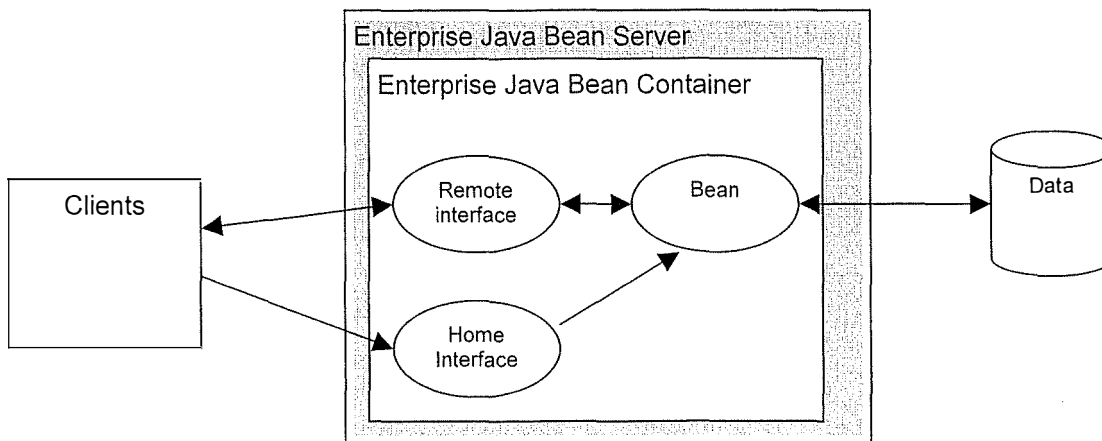 Enterprise Java Bean Server
Enterprise Java Bean Container
Clients
Remote
interface
Bean
Data
Home
Interface